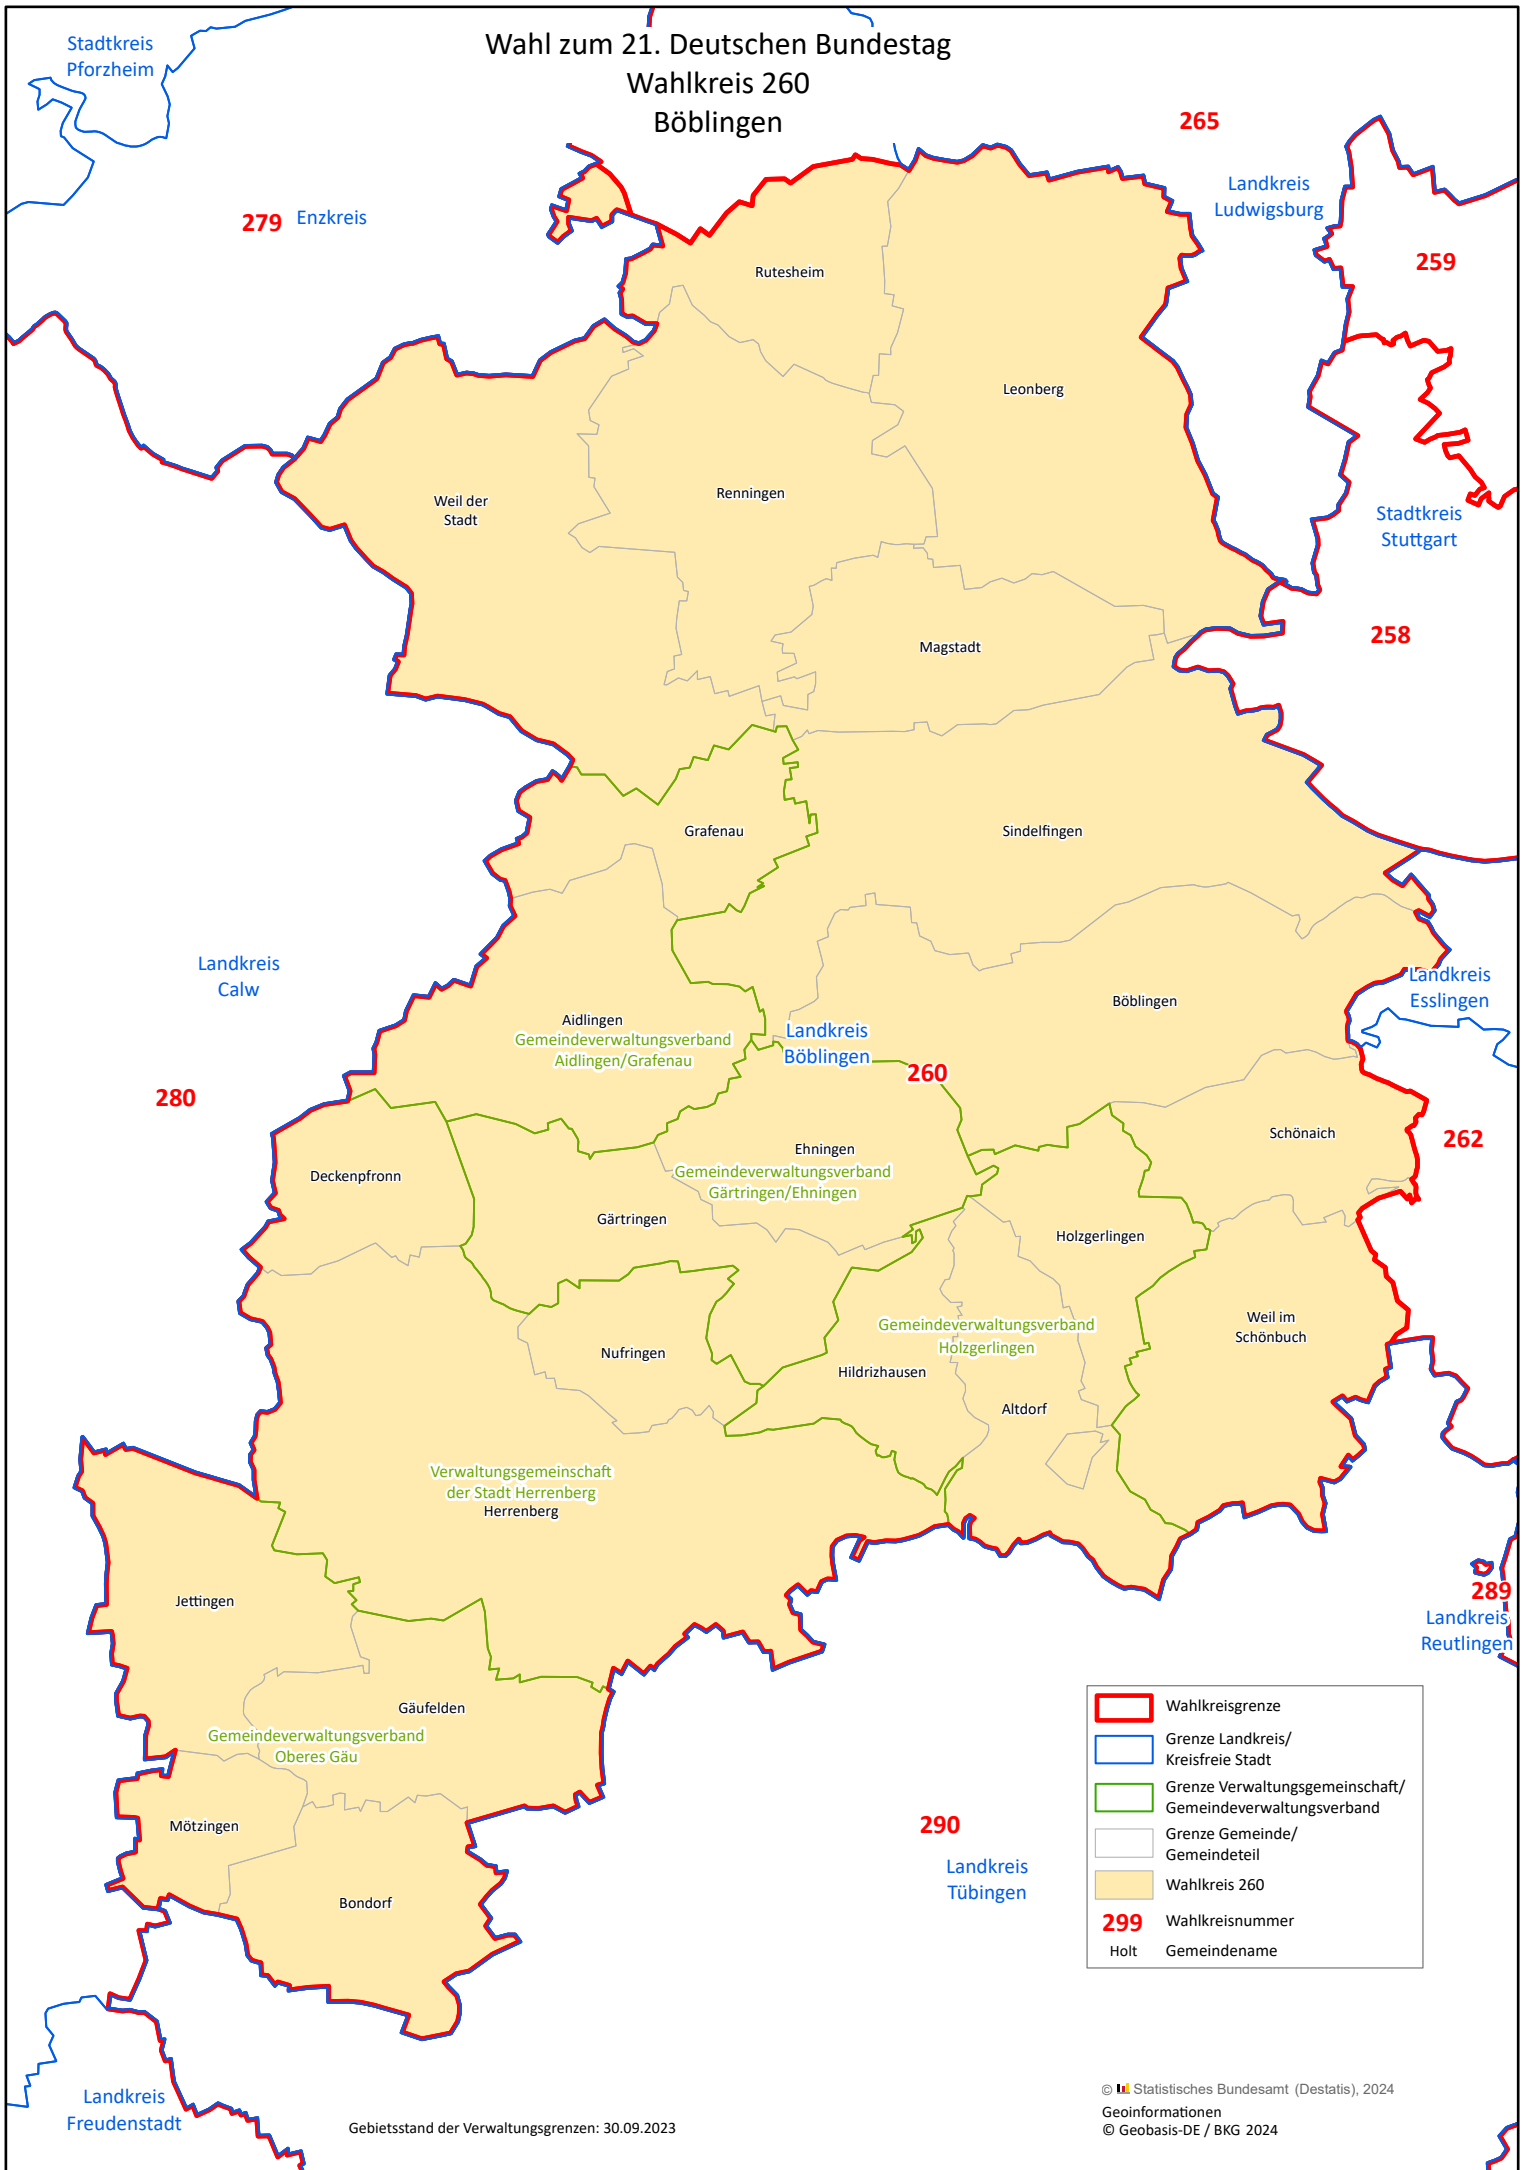 Wahl zum 21. Deutschen Bundestag
Wahlkreis 260
Böblingen
Stadtkreis
Pforzheim
265
Landkreis
Ludwigsburg
279
Enzkreis
259
Rutesheim
Leonberg
Weil der
Stadt
Renningen
Stadtkreis
Stuttgart
258
Magstadt
Grafenau
Sindelfingen
Landkreis
Calw
Landkreis
Esslingen
Böblingen
Aidlingen
Gemeindeverwaltungsverband
Aidlingen/Grafenau
Landkreis
Böblingen
260
280
262
Schönaich
Ehningen
Gemeindeverwaltungsverband
Gärtringen/Ehningen
Deckenpfronn
Gärtringen
Holzgerlingen
Weil im
Schönbuch
Gemeindeverwaltungsverband
Holzgerlingen
Nufringen
Hildrizhausen
Altdorf
Verwaltungsgemeinschaft
der Stadt Herrenberg
Herrenberg
Jettingen
289
Landkreis
Reutlingen
Gäufelden
Gemeindeverwaltungsverband
Oberes Gäu
Mötzingen
290
Landkreis
Tübingen
Bondorf
Wahlkreisgrenze
Grenze Landkreis/
Kreisfreie Stadt
Grenze Verwaltungsgemeinschaft/
Gemeindeverwaltungsverband
Grenze Gemeinde/
Gemeindeteil
Wahlkreis 260
299 Wahlkreisnummer
Holt Gemeindename
Landkreis
Freudenstadt
Gebietsstand der Verwaltungsgrenzen: 30.09.2023
© Statistisches Bundesamt (Destatis), 2024
Geoinformationen
© Geobasis-DE / BKG 2024